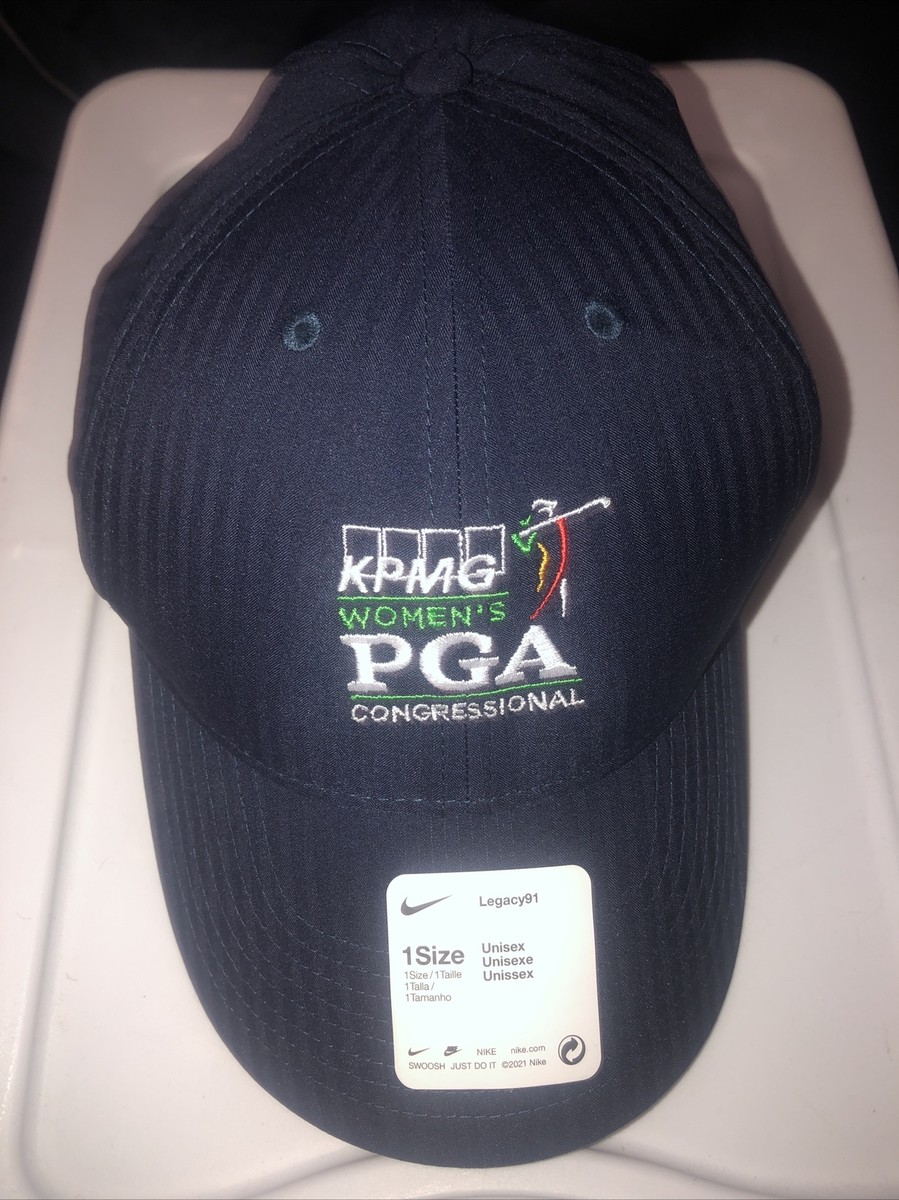 KPMG
WOMEN'S
PGA
CONGRESSIONAL
Legacy91
1Size
1Size / 1Taille
1Talla /
1Tamanho
Unisex
Unisexe
Unissex
NIKE nike.com
SWOOSH JUST DO IT ©2021 Nike